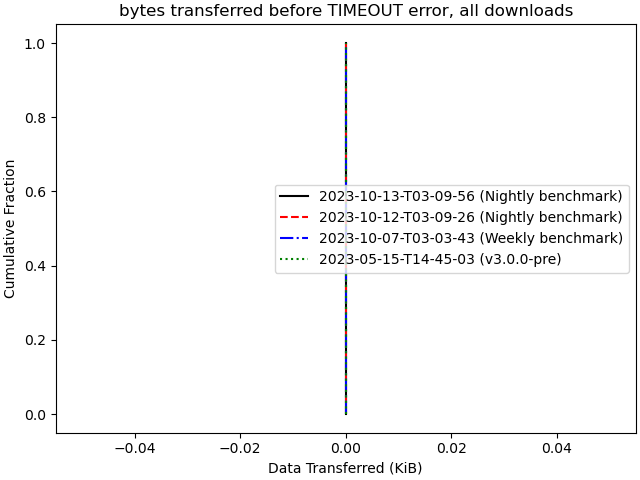 bytes transferred before TIMEOUT error, all downloads
Cumulative Fraction
1.0
0.8
0.6
0.4
0.2
0.0
2023-10-13-T03-09-56 (Nightly benchmark)
2023-10-12-T03-09-26 (Nightly benchmark)
2023-10-07-T03-03-43 (Weekly benchmark)
2023-05-15-T14-45-03 (v3.0.0-pre)
−0.04 −0.02 0.00 0.02 0.04
Data Transferred (KiB)